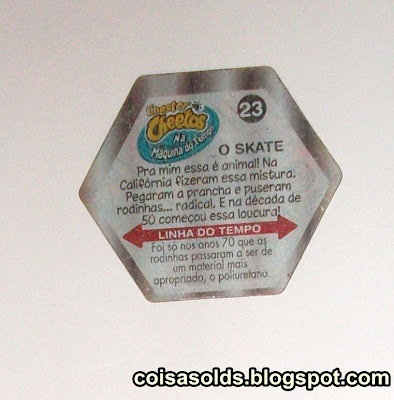 Chester
Cheetos
Na
Máquina do Tempo
23
O SKATE
Pra mim essa é animal! Na
Califórnia fizeram essa mistura.
Pegaram a prancha e puseram
rodinhas... radical. E na década de
50 começou essa loucura!
LINHA DO TEMPO
Foi só nos anos 70 que as
rodinhas passaram a ser de
um material mais
apropriado, o poliuretano.
coisasolds.blogspot.com